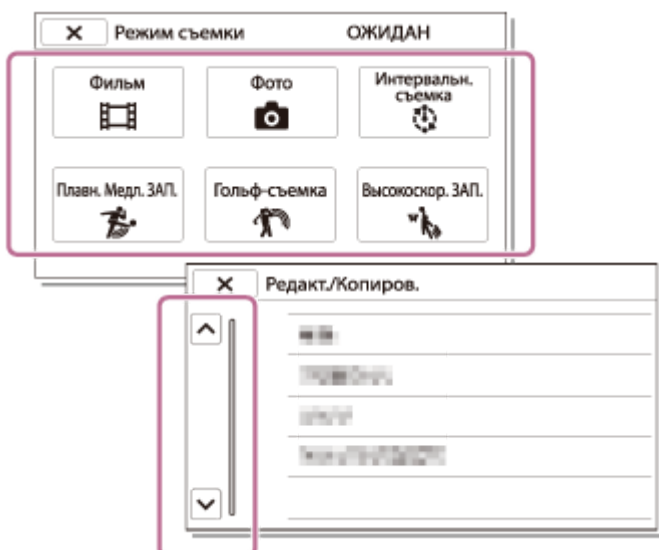 Режим съемки ОЖИДАН
Фильм
Фото
Интервальн.
съемка
Плавн. Медл. ЗАП.
Гольф-съемка
Высокоскор. ЗАП.
Редакт./Копиров.